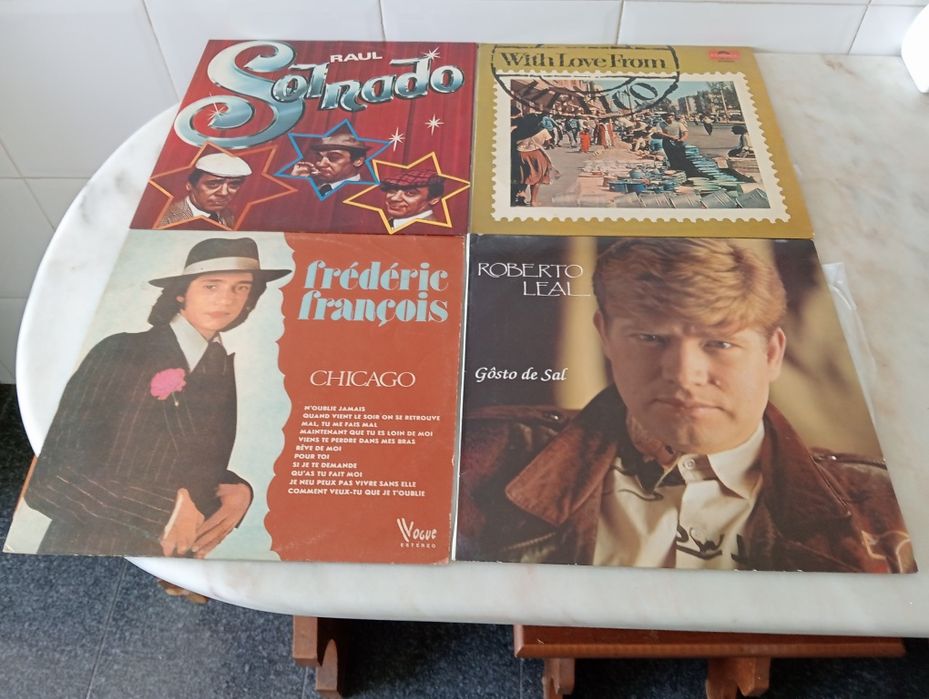 RAUL
Solnado
With Love From
MEXICO
frédéric
françois
CHICAGO
N'OUBLIE JAMAIS
QUAND VIENT LE SOIR ON SE RETROUVE
MAL, TU ME FAIS MAL
MAINTENANT QUE TU ES LOIN DE MOI
VIENS TE PERDRE DANS MES BRAS
RÊVE DE MOI
POUR TOI
SI JE TE DEMANDE
QU'AS TU FAIT MOI
JE NEU PEUX PAS VIVRE SANS ELLE
COMMENT VEUX-TU QUE JE T'OUBLIE
VOGUE
ESTÉREO
ROBERTO
LEAL
Gôsto de Sal